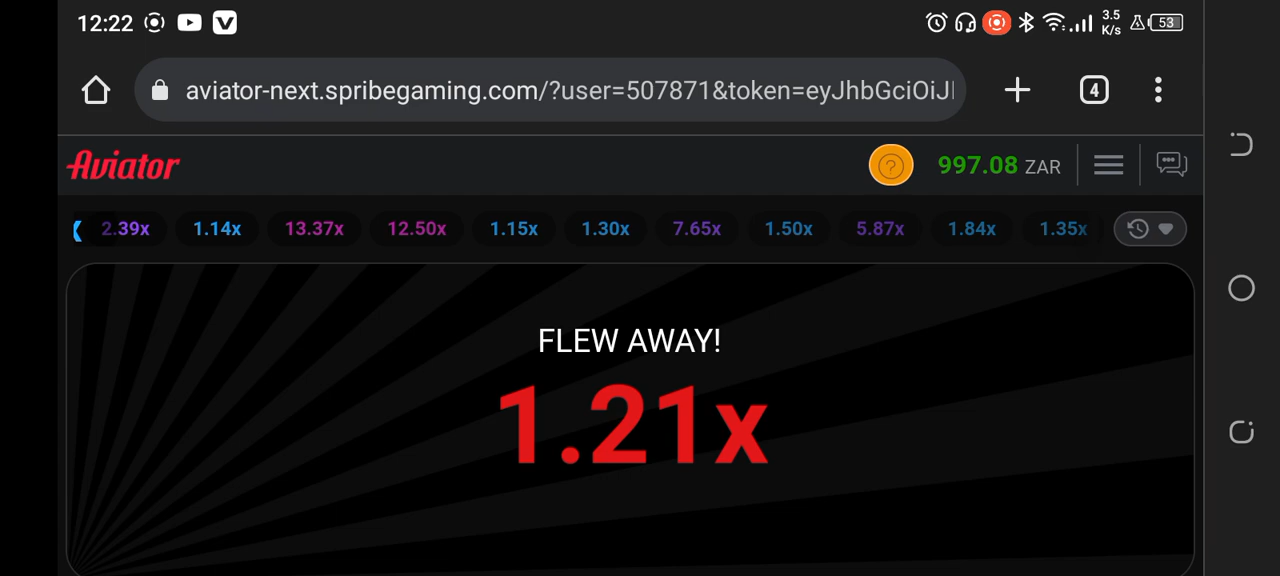 12:22 3.5 K/s 53
aviator-next.spribegaming.com/?user=507871&token=eyJhbGciOiJ 4
Aviator 997.08 ZAR
2.39x 1.14x 13.37x 12.50x 1.15x 1.30x 7.65x 1.50x 5.87x 1.84x 1.35x
FLEW AWAY!
1.21x